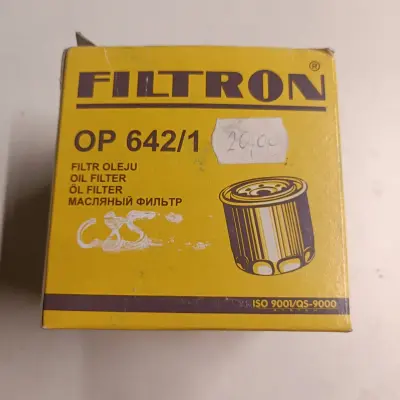 FILTRON®
OP 642/1
FILTR OLEJU
OIL FILTER
ÖL FILTER
МАСЛЯНЫЙ ФИЛЬТР
ISO 9001/QS-9000